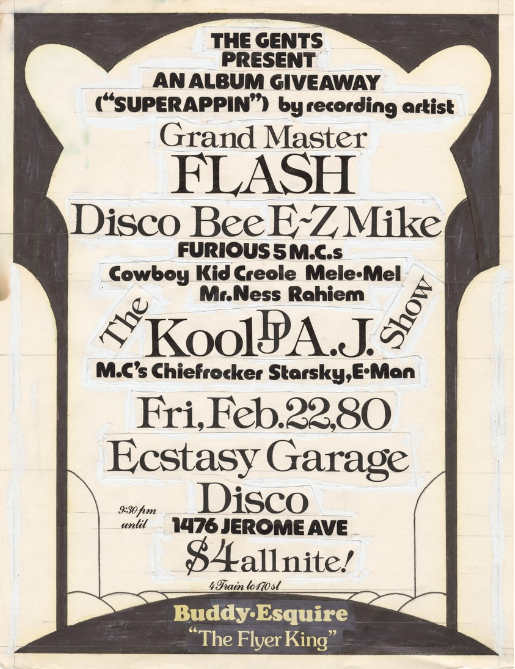 THE GENTS
PRESENT
AN ALBUM GIVEAWAY
("SUPERAPPIN") by recording artist
Grand Master
FLASH
Disco Bee E-Z Mike
FURIOUS 5 M.C.s
Cowboy Kid Creole Mele•Mel
Mr. Ness Rahiem
The Kool DJ A.J. Show
M.C's Chiefrocker Starsky, E•Man
Fri, Feb. 22, 80
Ecstasy Garage
Disco
9:30 pm
until
1476 JEROME AVE
$4 all nite!
4 Train to 170 st
Buddy•Esquire
"The Flyer King"